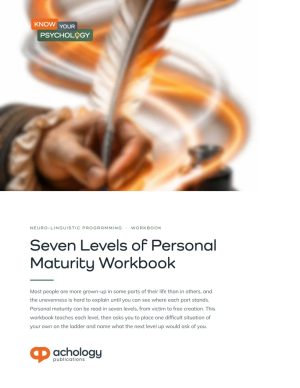 KNOW YOUR
PSYCHOLOGY
NEURO-LINGUISTIC PROGRAMMING WORKBOOK
Seven Levels of Personal
Maturity Workbook
Most people are more grown-up in some parts of their life than in others, and
the unevenness is hard to explain until you can see where each part stands.
Personal maturity can be read in seven levels, from victim to free creation. This
workbook teaches each level, then asks you to place one difficult situation of
your own on the ladder and name what the next level up would ask of you.
achology
publications